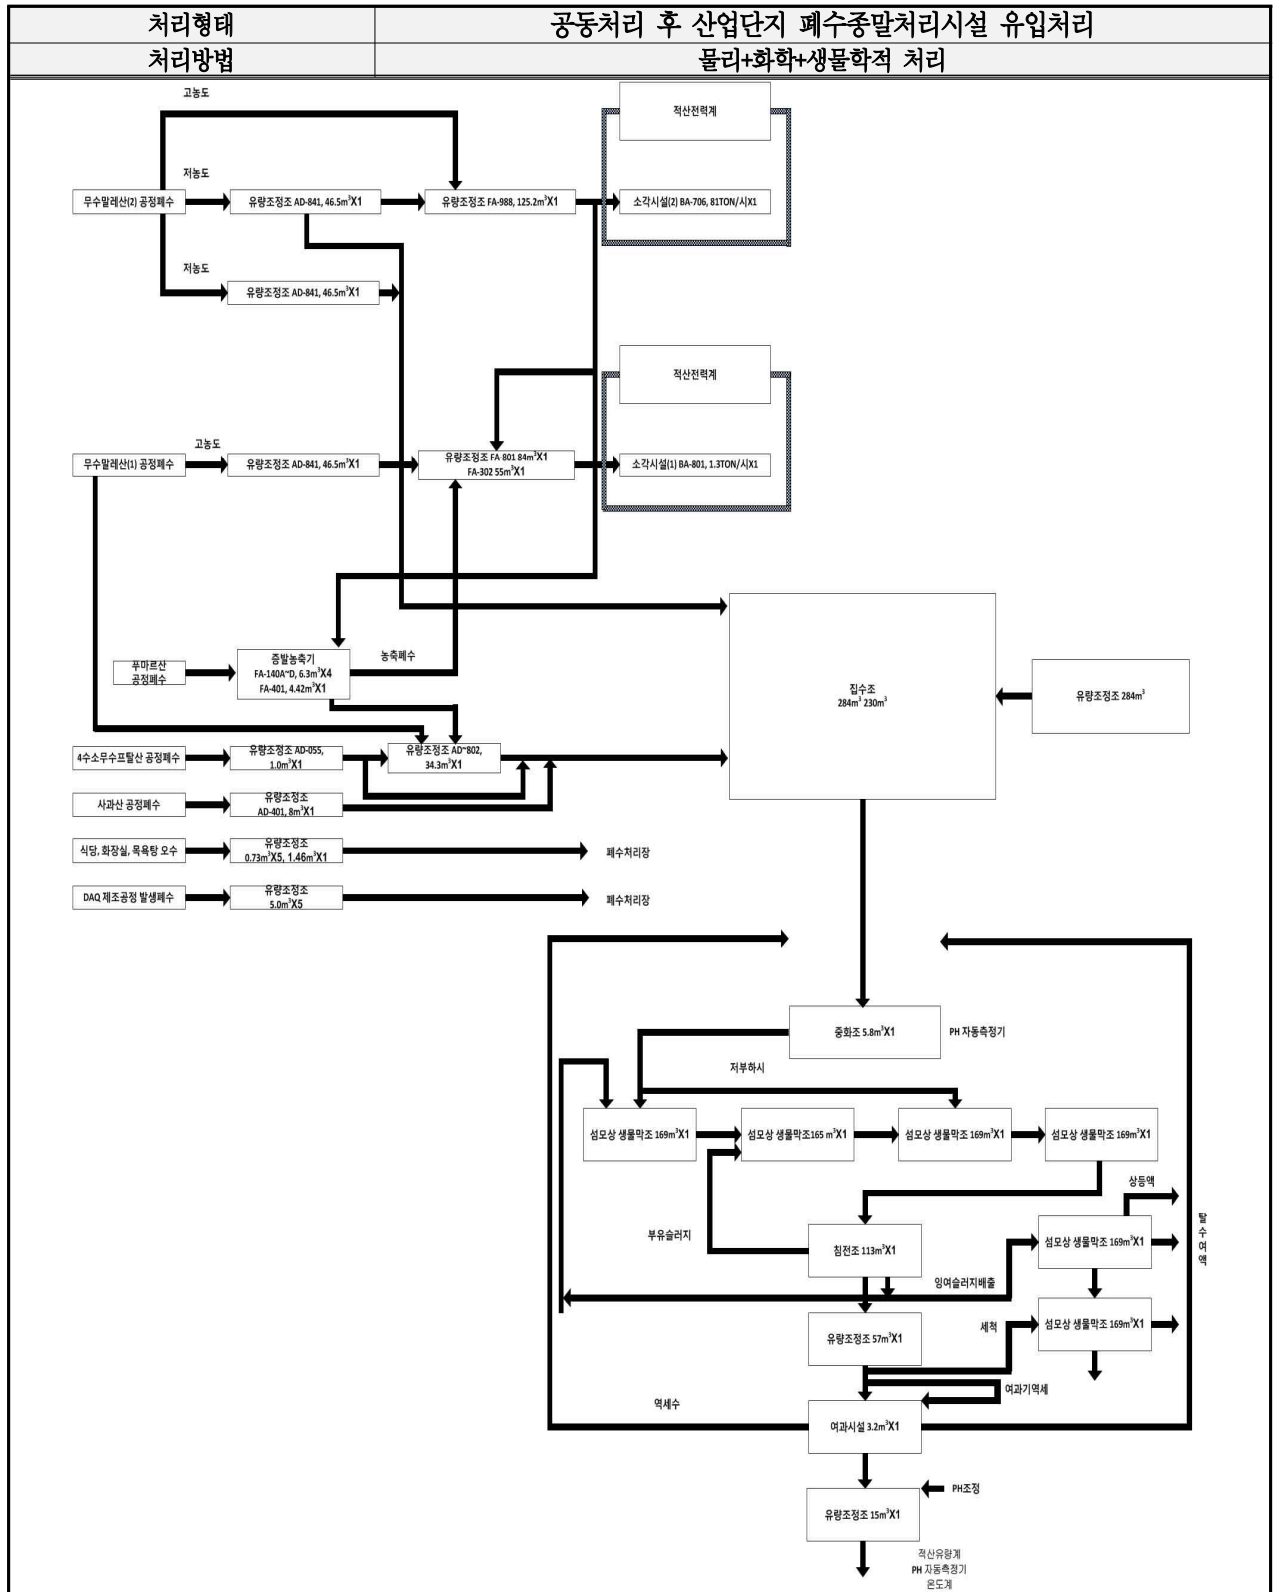 처리형태
공동처리 후 산업단지 폐수종말처리시설 유입처리
처리방법
물리+화학+생물학적 처리
고농도
적산전력계
저농도
무수말레산(2) 공정폐수
유량조정조 AD-841, 46.5m³X1
유량조정조 FA-988, 125.2m³X1
소각시설(2) BA-706, 81TON/시X1
저농도
유량조정조 AD-841, 46.5m³X1
적산전력계
고농도
무수말레산(1) 공정폐수
유량조정조 AD-841, 46.5m³X1
유량조정조 FA-801 84m³X1
FA-302 55m³X1
소각시설(1) BA-801, 1.3TON/시X1
푸마르산
공정폐수
증발농축기
FA-140A~D, 6.3m³X4
FA-401, 4.42m³X1
농축폐수
집수조
284m³ 230m³
유량조정조 284m³
4수소무수프탈산 공정폐수
유량조정조 AD-055,
1.0m³X1
유량조정조 AD~802,
34.3m³X1
사과산 공정폐수
유량조정조
AD-401, 8m³X1
식당, 화장실, 목욕탕 오수
유량조정조
0.73m³X5, 1.46m³X1
폐수처리장
DAQ 제조공정 발생폐수
유량조정조
5.0m³X5
폐수처리장
중화조 5.8m³X1
PH 자동측정기
저부하시
섬모상 생물막조 169m³X1
섬모상 생물막조165 m³X1
섬모상 생물막조 169m³X1
섬모상 생물막조 169m³X1
상등액
탈수여액
부유슬러지
침전조 113m³X1
섬모상 생물막조 169m³X1
잉여슬러지배출
유량조정조 57m³X1
세척
섬모상 생물막조 169m³X1
여과기역세
역세수
여과시설 3.2m³X1
PH조정
유량조정조 15m³X1
적산유량계
PH 자동측정기
온도계